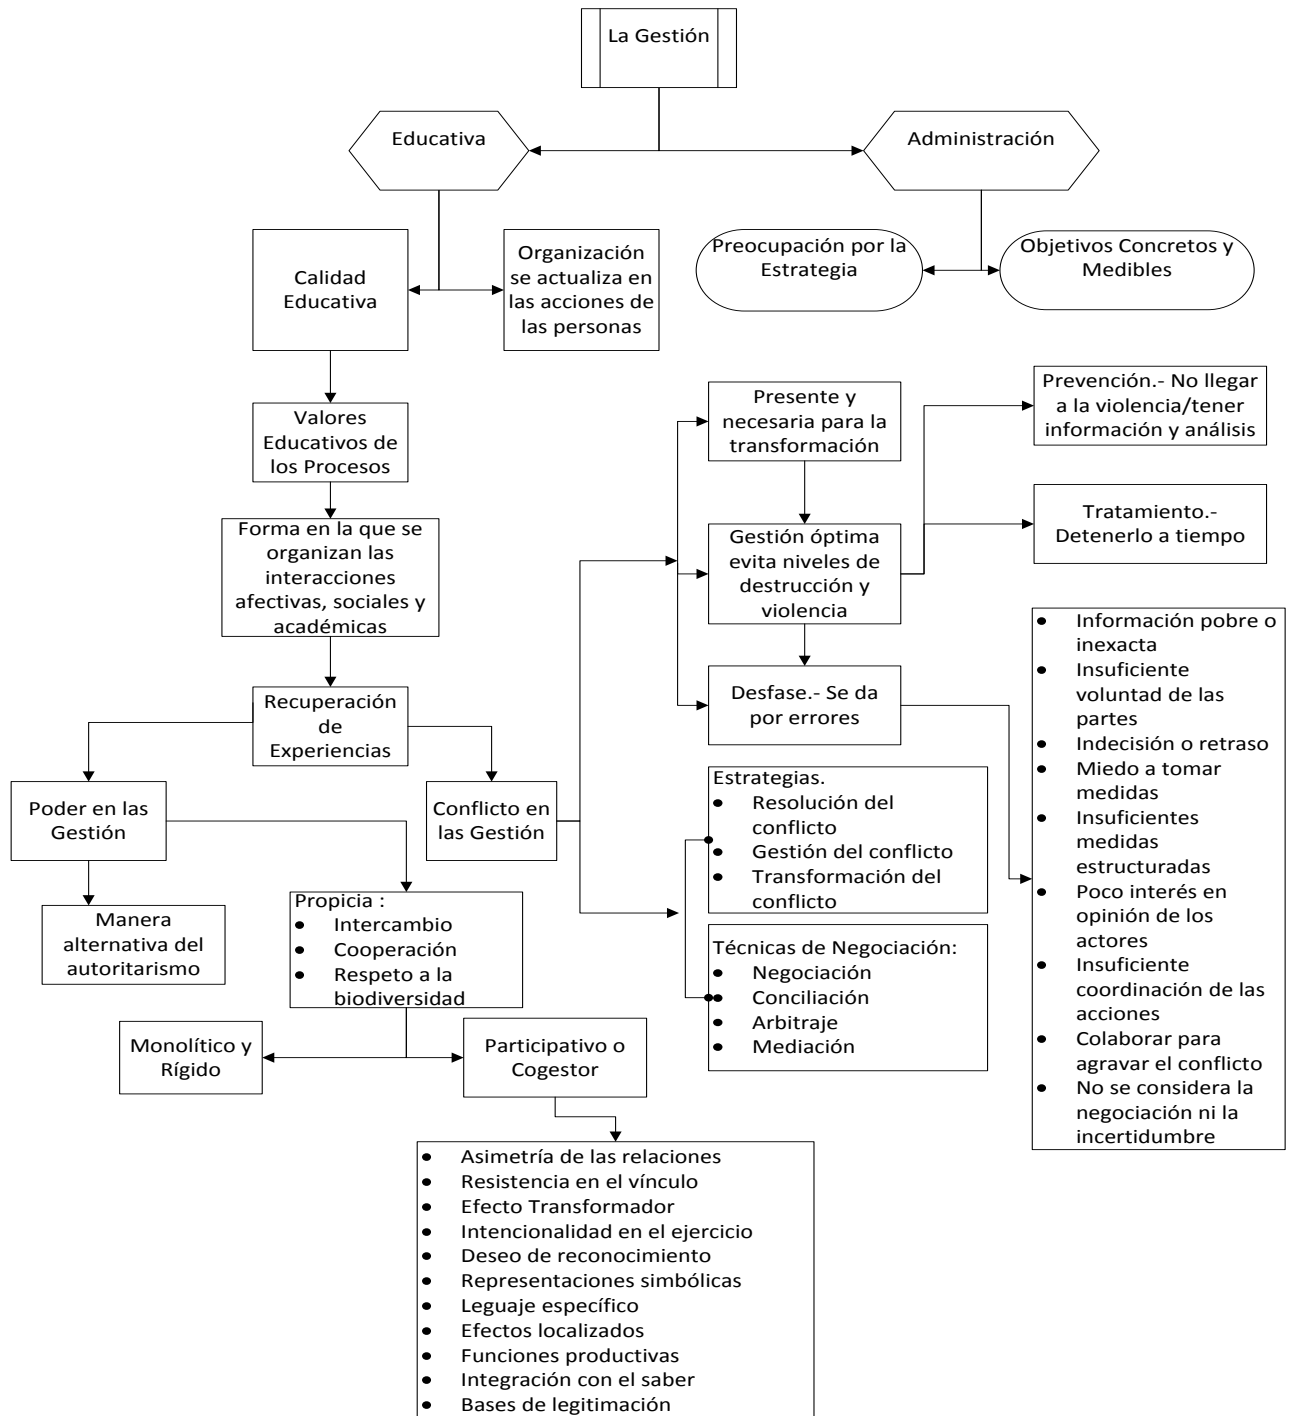 La Gestión
Educativa
Administración
Calidad
Educativa
Organización
se actualiza en
las acciones de
las personas
Preocupación por la
Estrategia
Objetivos Concretos y
Medibles
Valores
Educativos de
los Procesos
Forma en la que se
organizan las
interacciones
afectivas, sociales y
académicas
Recuperación
de
Experiencias
Poder en las
Gestión
Conflicto en
las Gestión
Manera
alternativa del
autoritarismo
Propicia :
• Intercambio
• Cooperación
• Respeto a la
biodiversidad
Monolítico y
Rígido
Participativo o
Cogestor
• Asimetría de las relaciones
• Resistencia en el vínculo
• Efecto Transformador
• Intencionalidad en el ejercicio
• Deseo de reconocimiento
• Representaciones simbólicas
• Leguaje específico
• Efectos localizados
• Funciones productivas
• Integración con el saber
• Bases de legitimación
Presente y
necesaria para la
transformación
Gestión óptima
evita niveles de
destrucción y
violencia
Desfase.- Se da
por errores
Estrategias.
• Resolución del
conflicto
• Gestión del conflicto
• Transformación del
conflicto
Técnicas de Negociación:
• Negociación
• Conciliación
• Arbitraje
• Mediación
Prevención.- No llegar
a la violencia/tener
información y análisis
Tratamiento.-
Detenerlo a tiempo
• Información pobre o
inexacta
• Insuficiente
voluntad de las
partes
• Indecisión o retraso
• Miedo a tomar
medidas
• Insuficientes
medidas
estructuradas
• Poco interés en
opinión de los
actores
• Insuficiente
coordinación de las
acciones
• Colaborar para
agravar el conflicto
• No se considera la
negociación ni la
incertidumbre